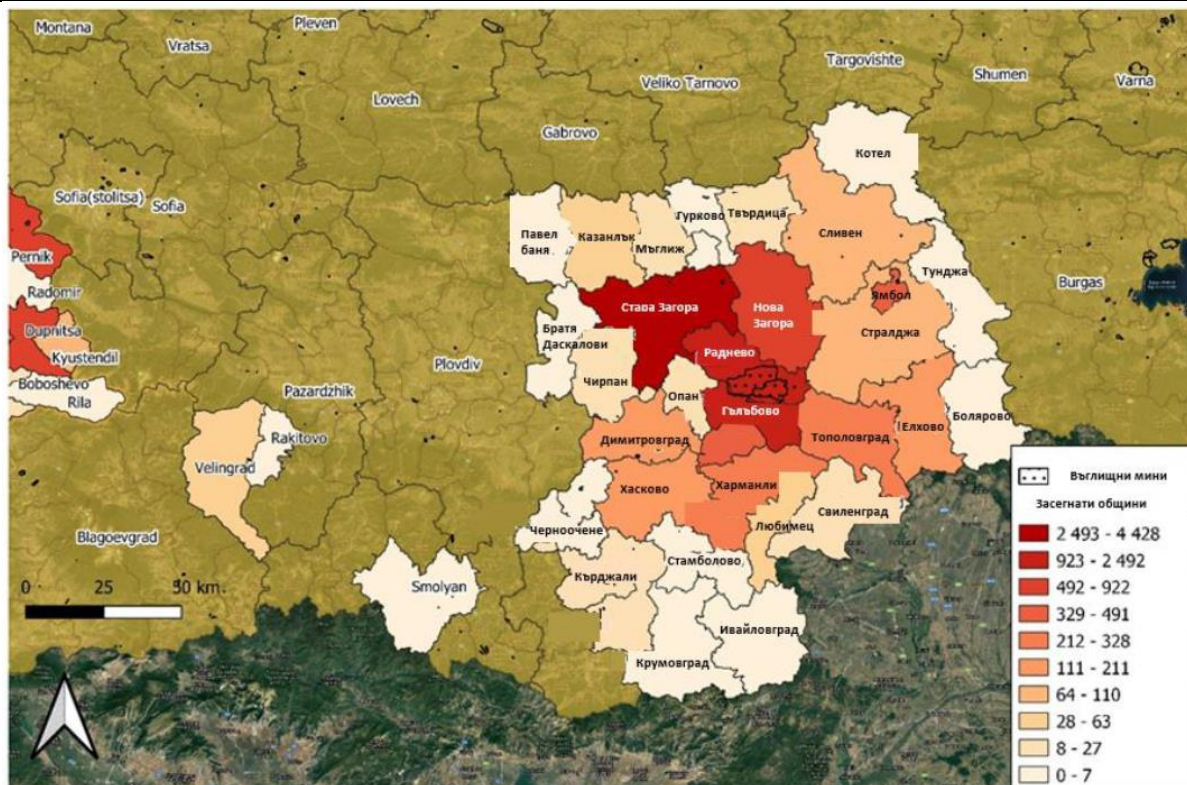 Montana
Pleven
Vratsa
Targovishte
Shumen
Varna
Veliko Tarnovo
Lovech
Gabrovo
Котел
Sofia(stolitsa)
Sofia
Гурково
Твърдица
Павел
баня
Казанлък
Мъглиж
Сливен
Pernik
Тунджа
Burgas
Radomir
Ямбол
Става Загора
Нова
Загора
Dupnitsa
Братя
Даскалови
Стралджа
Kyustendil
Раднево
Plovdiv
Boboshevo
Чирпан
Rila
Pazardzhik
Опан
Гълъбово
Болярово
Rakitovo
Димитровград
Тополовград
Елхово
Velingrad
Хасково
Харманли
Свиленград
Любимец
Черноочене
Blagoevgrad
Стамболово
Кърджали
Smolyan
Ивайловград
Крумовград
0 25 50 km
Въглищни мини
Засегнати общини
2 493 - 4 428
923 - 2 492
492 - 922
329 - 491
212 - 328
111 - 211
64 - 110
28 - 63
8 - 27
0 - 7